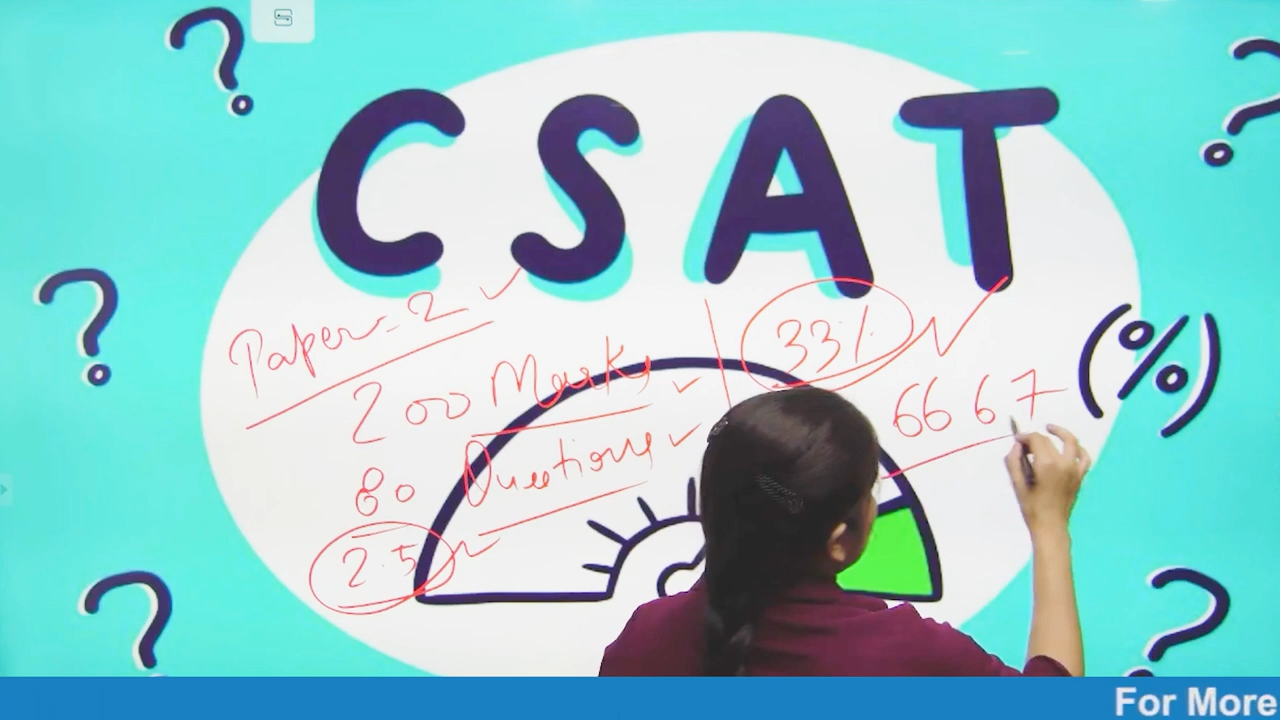 CSAT
(%)
Paper-2
200 Marks
80 Questions
2.5
33%
66 67
For More